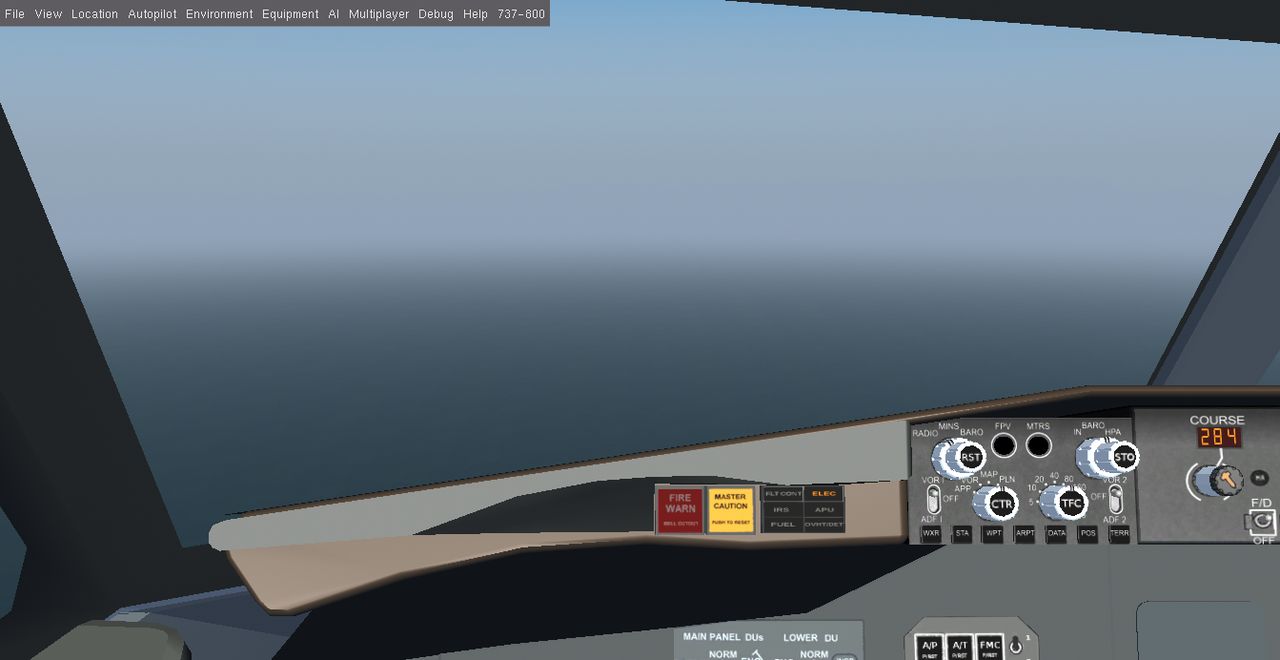 File View Location Autopilot Environment Equipment AI Multiplayer Debug Help 737-800
FIRE
WARN
BELL CUTOUT
MASTER
CAUTION
PUSH TO RESET
FLT CONT ELEC
IRS APU
FUEL OVHT/DET
MINS
RADIO BARO
RST
FPV MTRS
BARO
IN HPA
STO
VOR 1
OFF
ADF 1
APP VOR MAP PLN
CTR
5 10 20 40 80
TFC
VOR 2
OFF
ADF 2
WXR STA WPT ARPT DATA POS TERR
COURSE
284
F/D
OFF
MAIN PANEL DUs LOWER DU
NORM NORM
A/P A/T FMC
P/RST P/RST P/RST
1